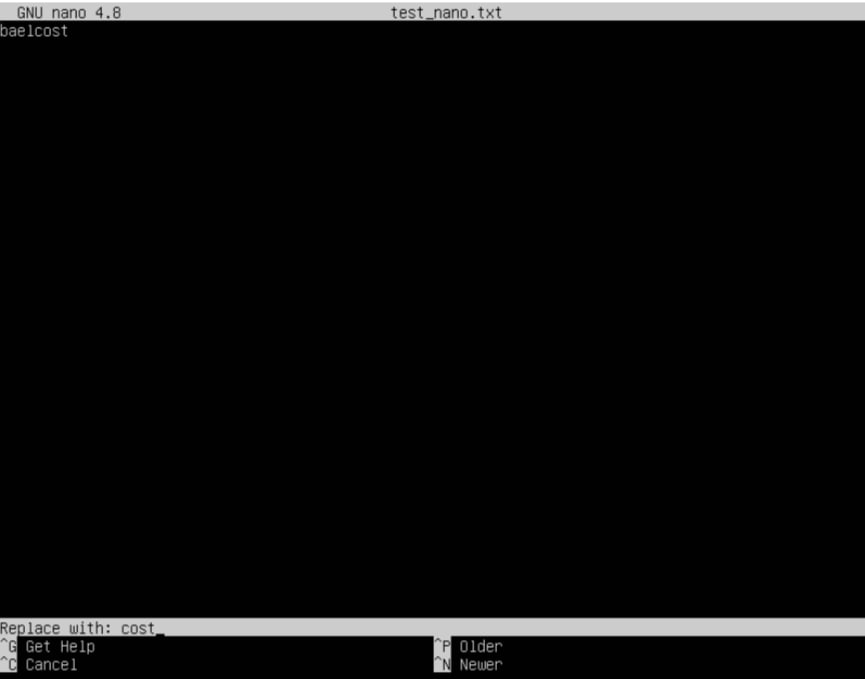 GNU nano 4.8 test_nano.txt
baelcost
Replace with: cost_
^G Get Help ^P Older
^C Cancel ^N Newer